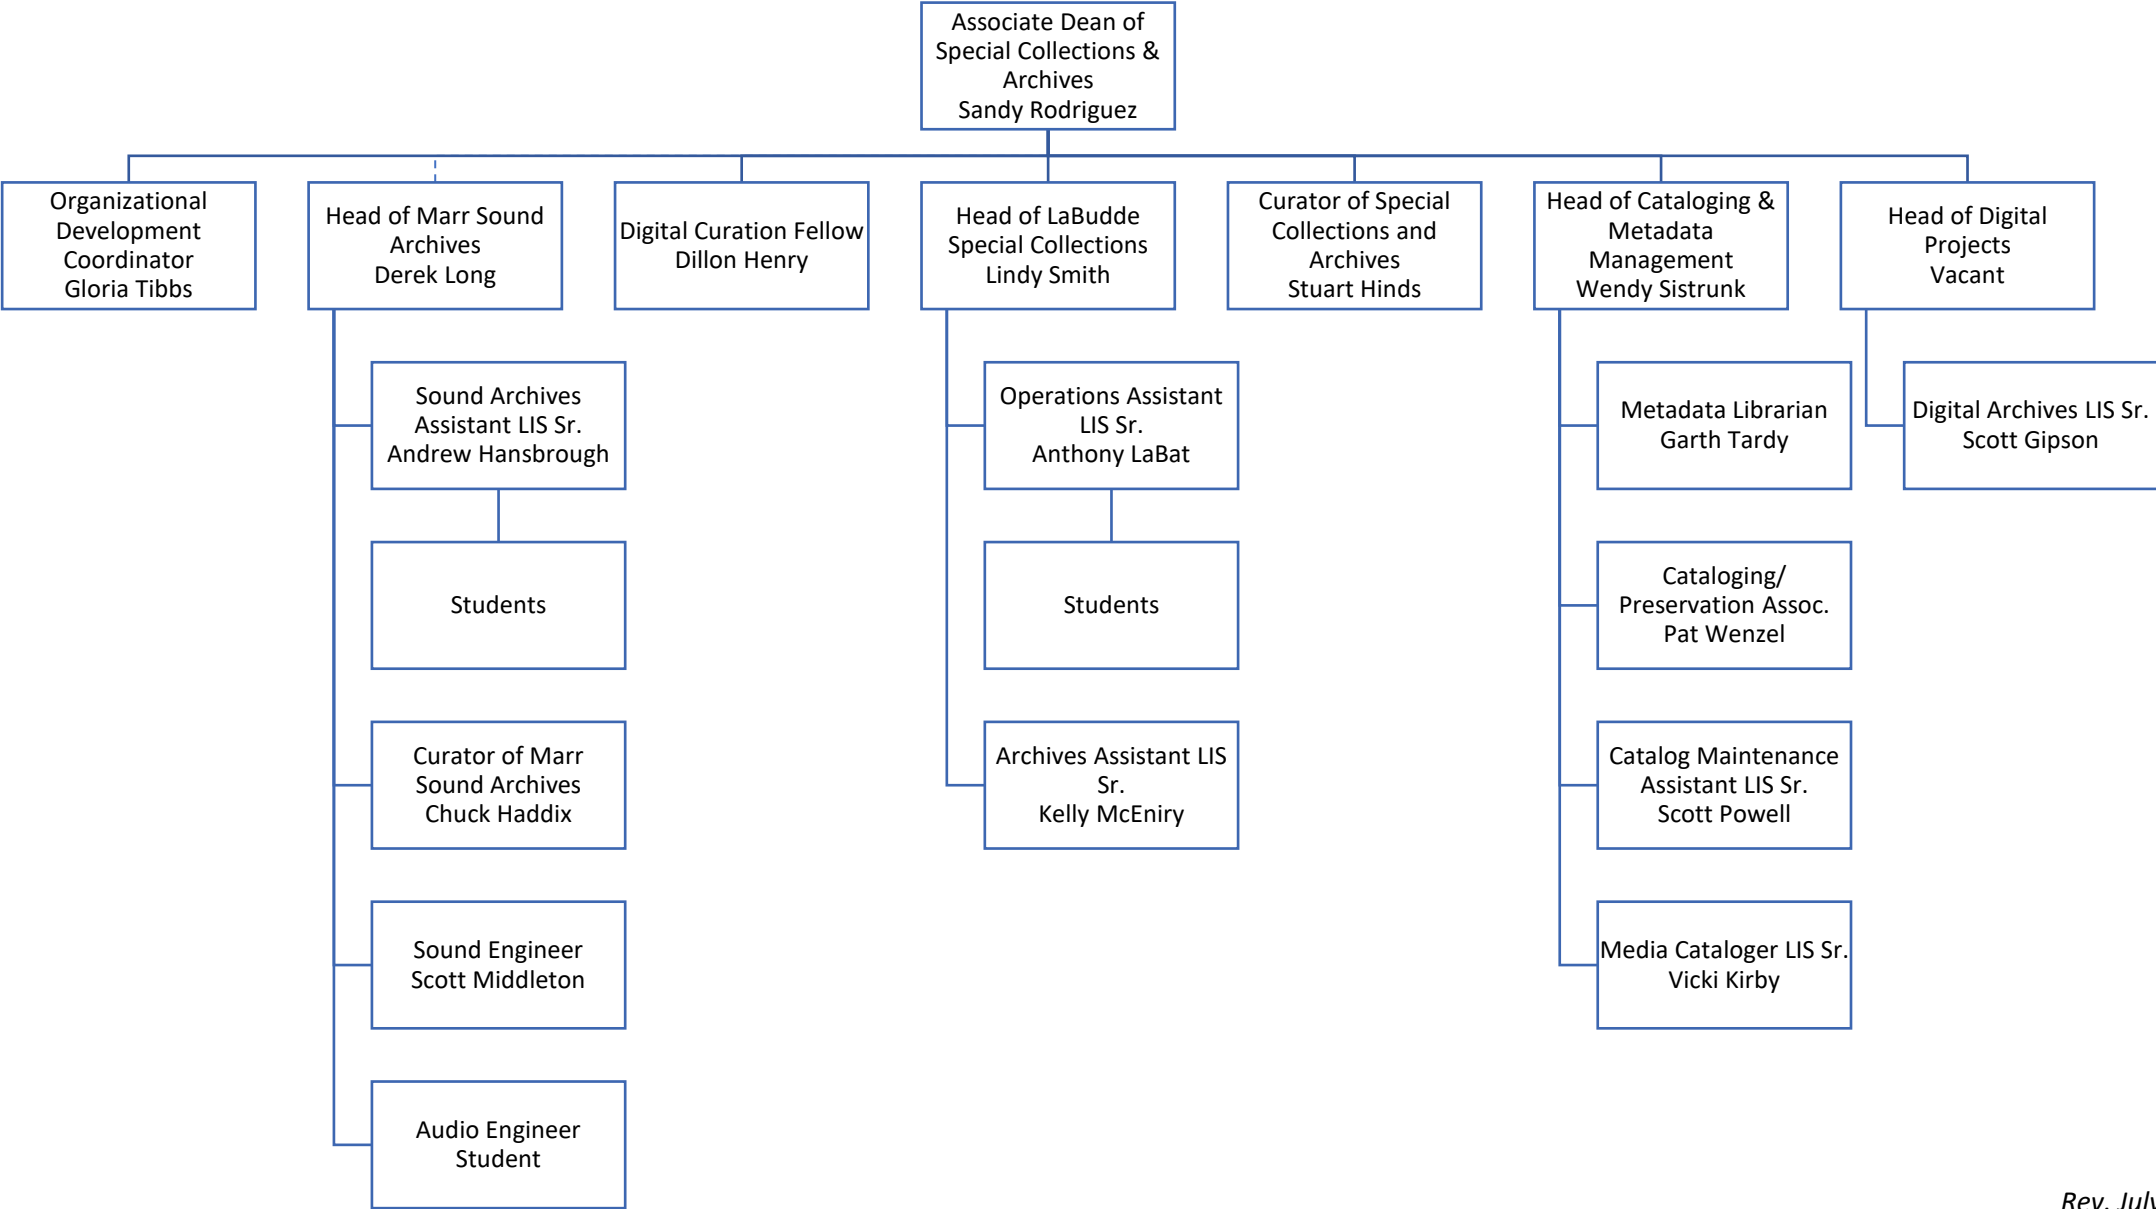 Associate Dean of
Special Collections &
Archives
Sandy Rodriguez
Organizational
Development
Coordinator
Gloria Tibbs
Head of Marr Sound
Archives
Derek Long
Digital Curation Fellow
Dillon Henry
Head of LaBudde
Special Collections
Lindy Smith
Curator of Special
Collections and
Archives
Stuart Hinds
Head of Cataloging &
Metadata
Management
Wendy Sistrunk
Head of Digital
Projects
Vacant
Sound Archives
Assistant LIS Sr.
Andrew Hansbrough
Students
Curator of Marr
Sound Archives
Chuck Haddix
Sound Engineer
Scott Middleton
Audio Engineer
Student
Operations Assistant
LIS Sr.
Anthony LaBat
Students
Archives Assistant LIS
Sr.
Kelly McEniry
Metadata Librarian
Garth Tardy
Cataloging/
Preservation Assoc.
Pat Wenzel
Catalog Maintenance
Assistant LIS Sr.
Scott Powell
Media Cataloger LIS Sr.
Vicki Kirby
Digital Archives LIS Sr.
Scott Gipson
Rev. July